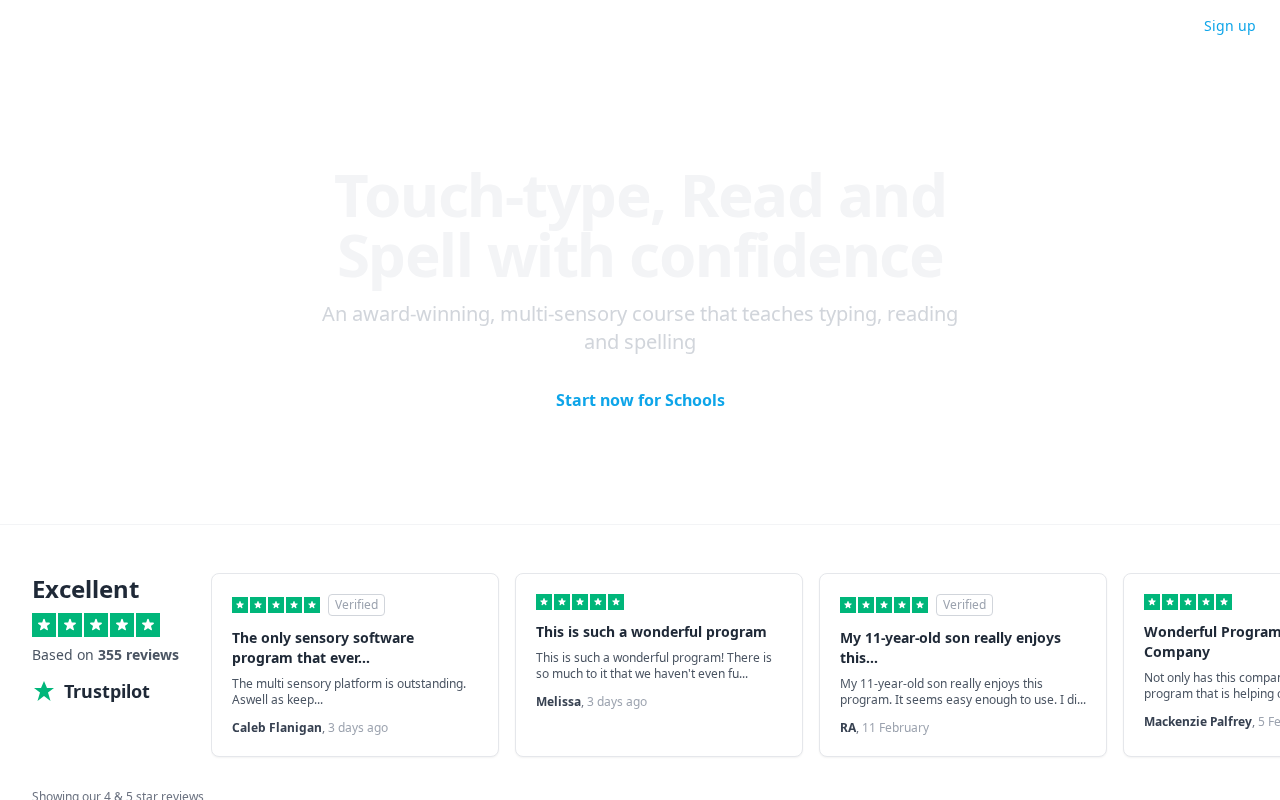 Sign up
Touch-type, Read and
Spell with confidence
An award-winning, multi-sensory course that teaches typing, reading
and spelling
Start now for Schools
Excellent
Based on 355 reviews
Trustpilot
Verified
The only sensory software
program that ever...
The multi sensory platform is outstanding.
Aswell as keep...
Caleb Flanigan, 3 days ago
This is such a wonderful program
This is such a wonderful program! There is
so much to it that we haven't even fu...
Melissa, 3 days ago
Verified
My 11-year-old son really enjoys
this...
My 11-year-old son really enjoys this
program. It seems easy enough to use. I di...
RA, 11 February
Wonderful Program
Company
Not only has this compan
program that is helping
Mackenzie Palfrey, 5 Fe
Showing our 4 & 5 star reviews